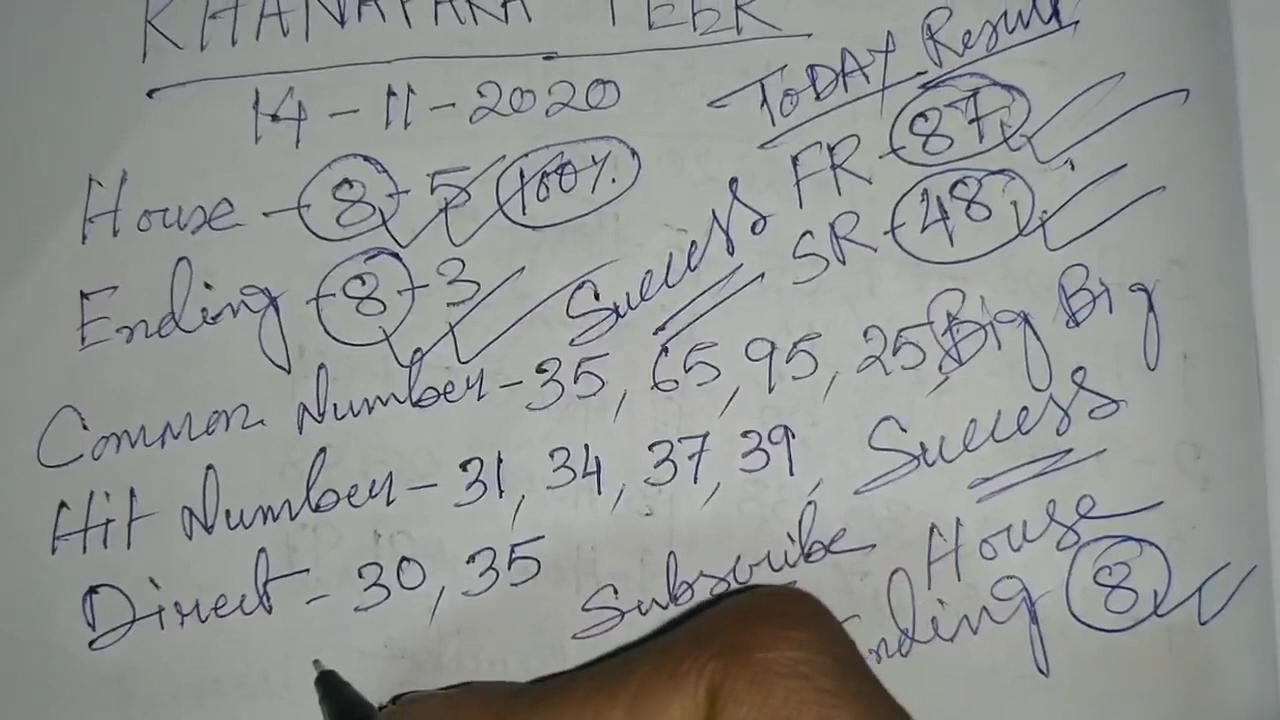 KHANAPARA TEER
14-11-2020
TODAY Result
FR-87
SR-48
House-8-5 100%.
Ending-8-3
Success
Common Number-35, 65, 95, 25, Big Big
Success
Hit Number-31, 34, 37, 39,
Direct-30, 35
Subscribe
House
Ending 8